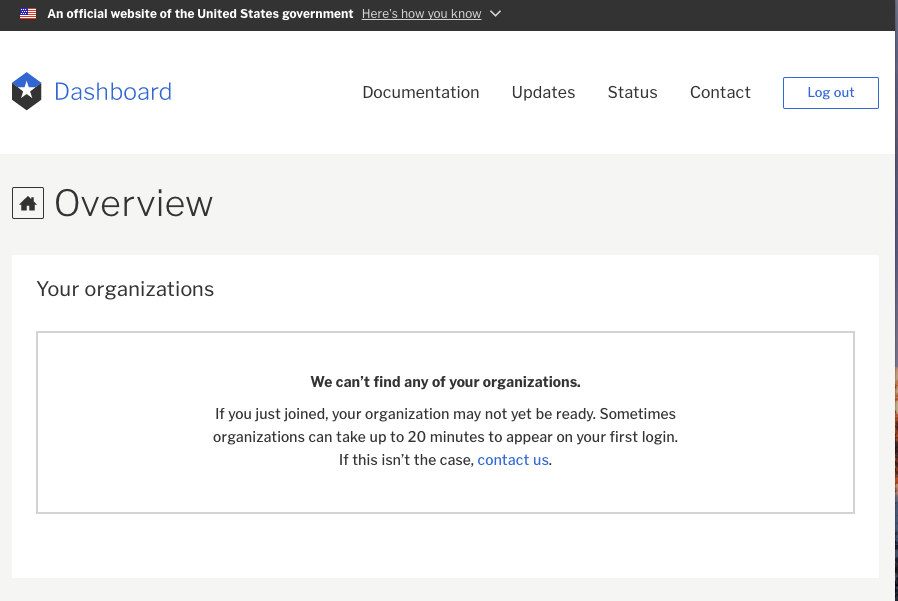 An official website of the United States government Here's how you know
Dashboard
Documentation Updates Status Contact Log out
Overview
Your organizations
We can’t find any of your organizations.
If you just joined, your organization may not yet be ready. Sometimes
organizations can take up to 20 minutes to appear on your first login.
If this isn’t the case, contact us.